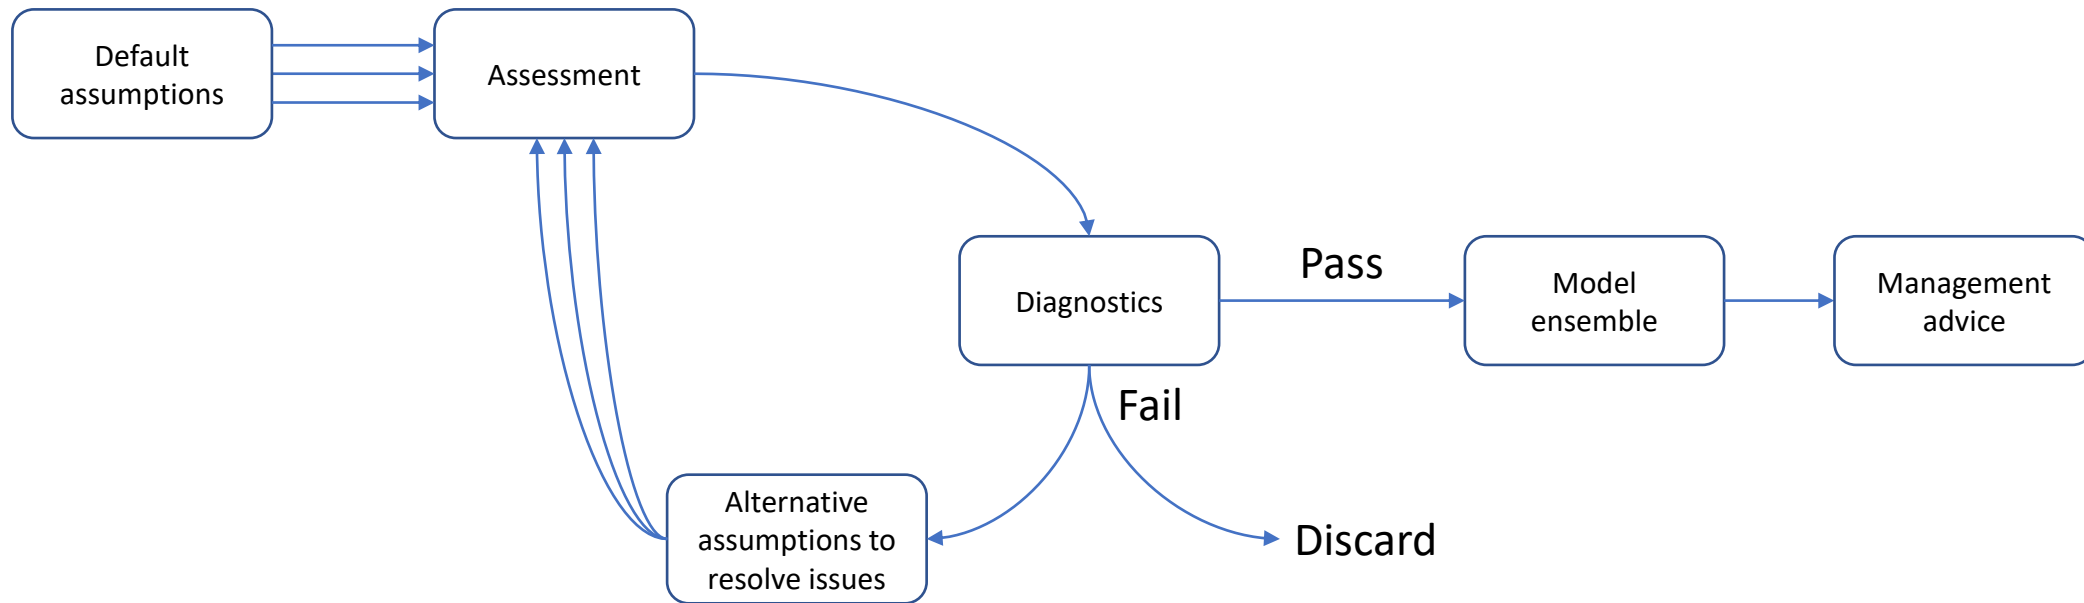 Default
assumptions
Assessment
Diagnostics
Pass
Model
ensemble
Management
advice
Fail
Alternative
assumptions to
resolve issues
Discard